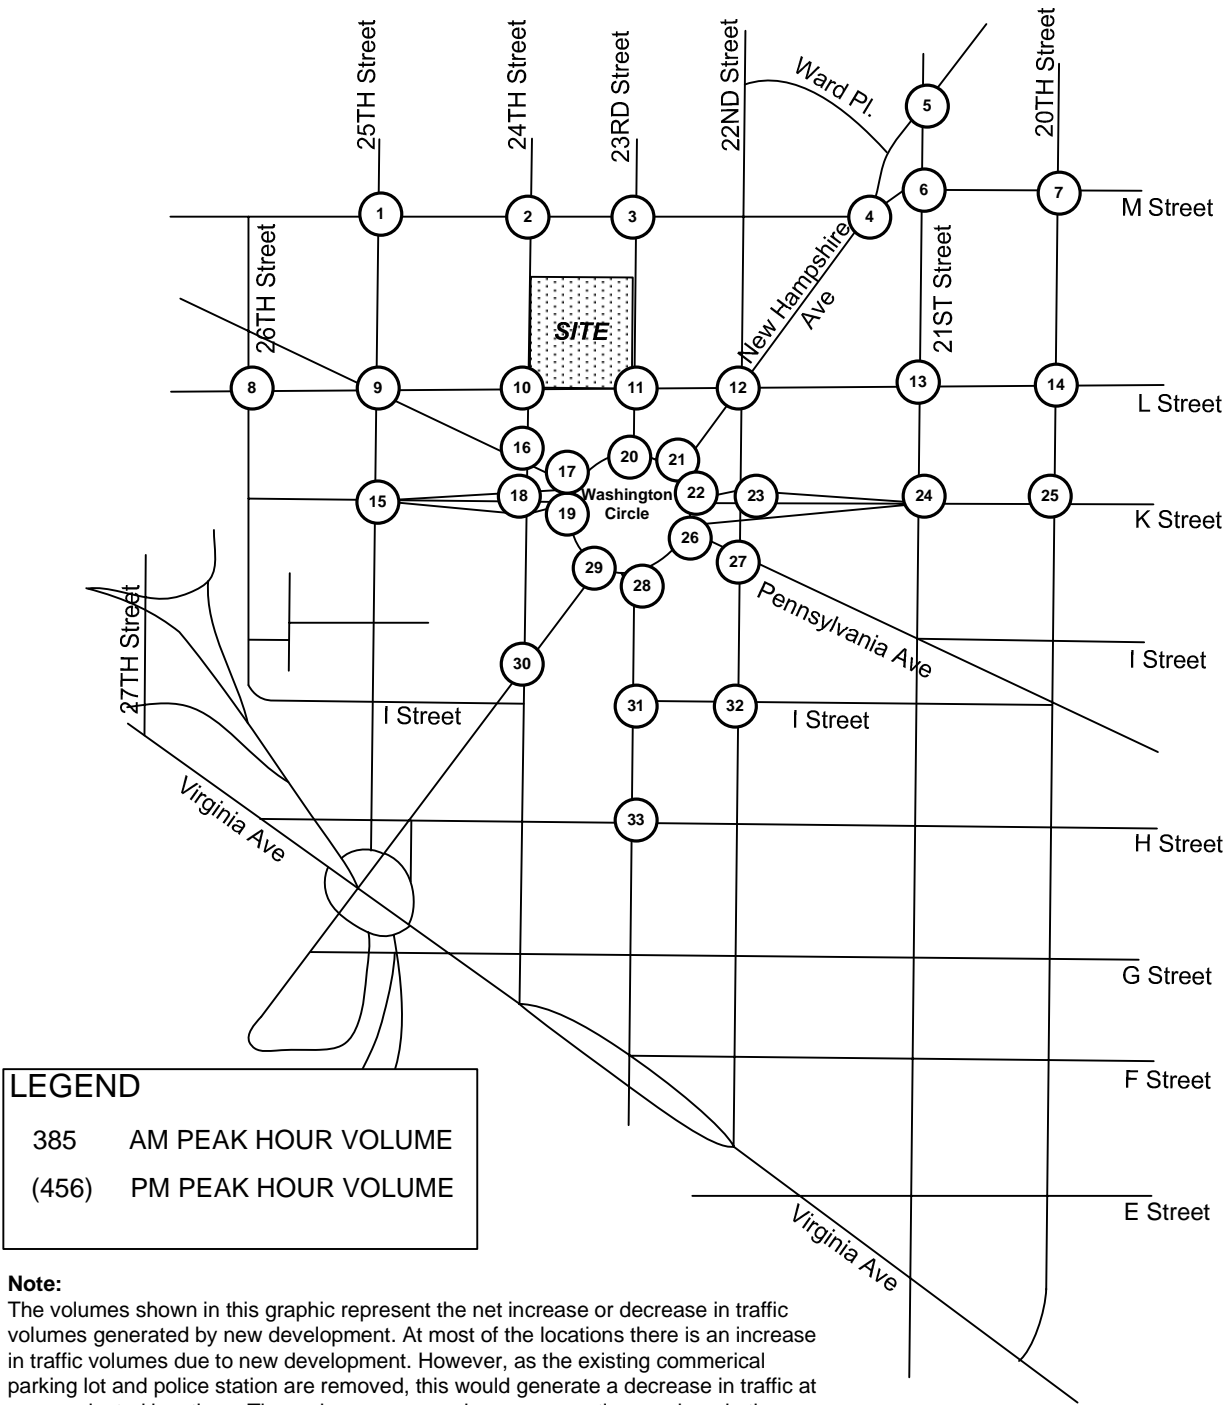 25TH Street
24TH Street
23RD Street
22ND Street
Ward Pl.
20TH Street
5
6
7
1
2
3
4
M Street
26TH Street
New Hampshire
Ave
21ST Street
SITE
8
9
10
11
12
13
14
L Street
16
17
20
21
15
18
19
Washington
Circle
22
23
24
25
K Street
26
27
29
28
Pennsylvania Ave
27TH Street
30
I Street
I Street
31
32
I Street
Virginia Ave
33
H Street
G Street
F Street
E Street
Virginia Ave
LEGEND
385 AM PEAK HOUR VOLUME
(456) PM PEAK HOUR VOLUME
Note:
The volumes shown in this graphic represent the net increase or decrease in traffic
volumes generated by new development. At most of the locations there is an increase
in traffic volumes due to new development. However, as the existing commerical
parking lot and police station are removed, this would generate a decrease in traffic at